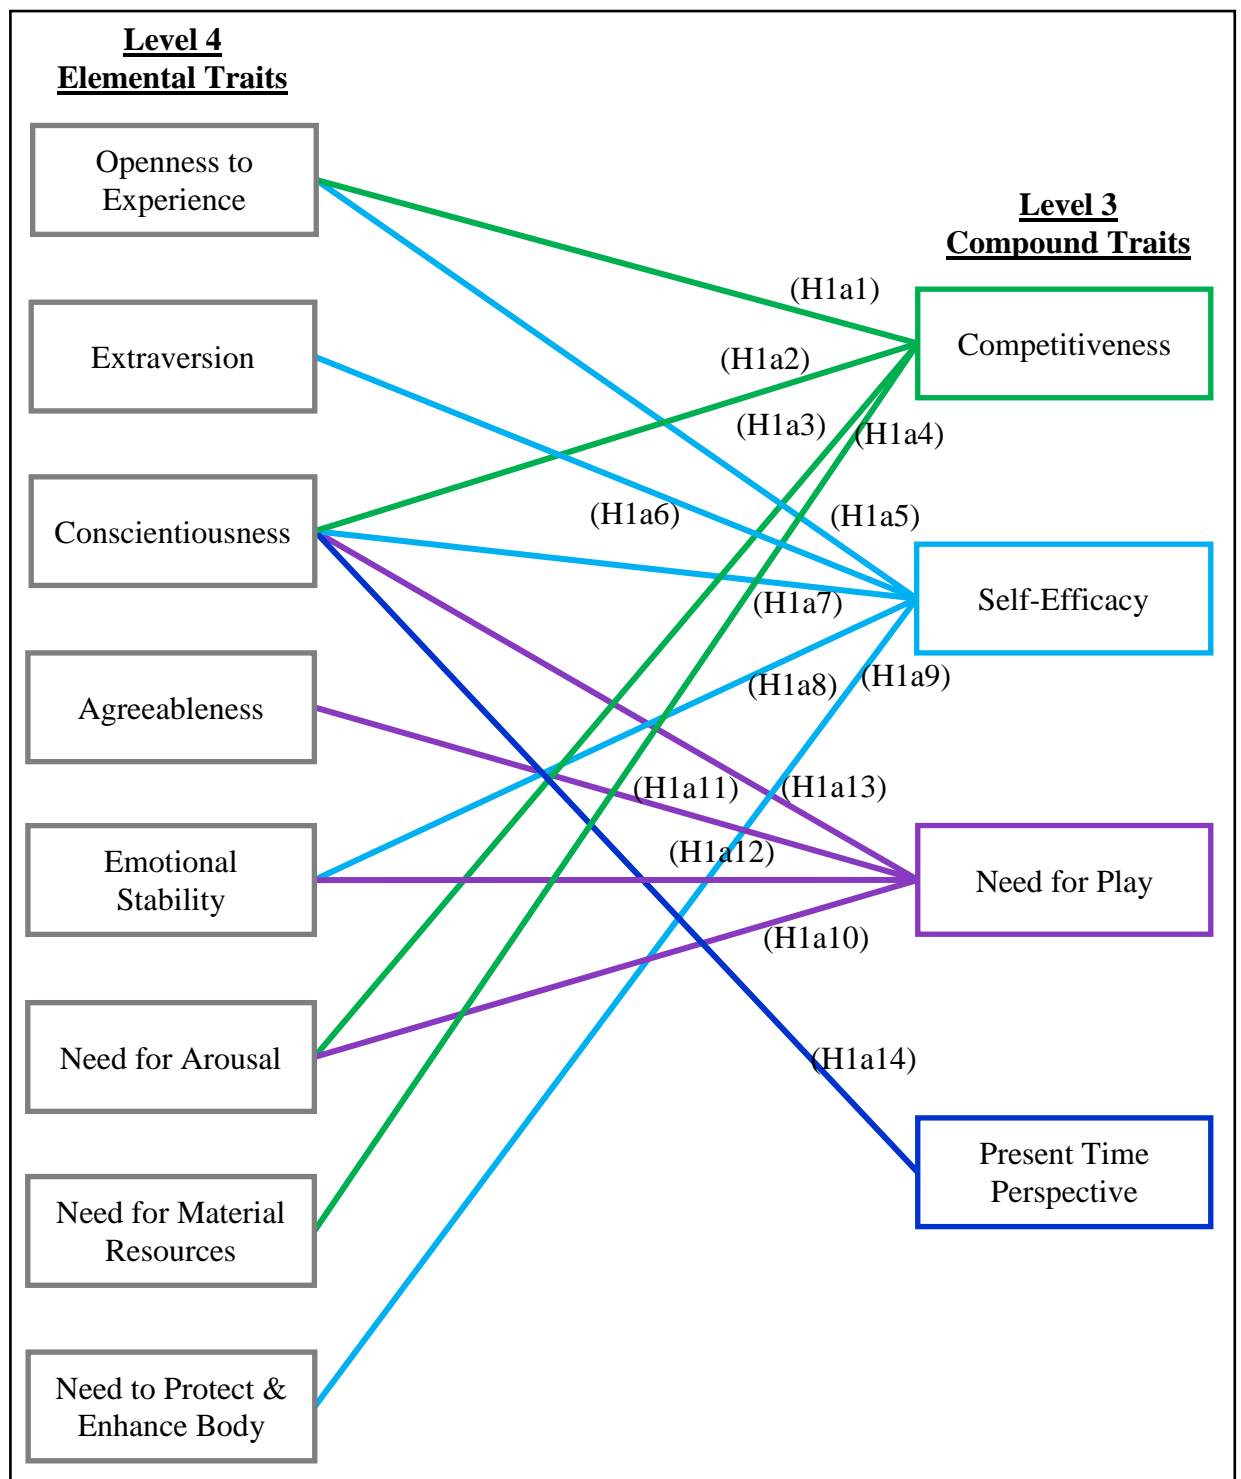 Level 4
Elemental Traits
Openness to
Experience
Extraversion
Conscientiousness
Agreeableness
Emotional
Stability
Need for Arousal
Need for Material
Resources
Need to Protect &
Enhance Body
(H1a1)
(H1a2)
(H1a3)
(H1a4)
(H1a5)
(H1a6)
(H1a7)
(H1a8)
(H1a9)
(H1a11)
(H1a13)
(H1a12)
(H1a10)
(H1a14)
Level 3
Compound Traits
Competitiveness
Self-Efficacy
Need for Play
Present Time
Perspective